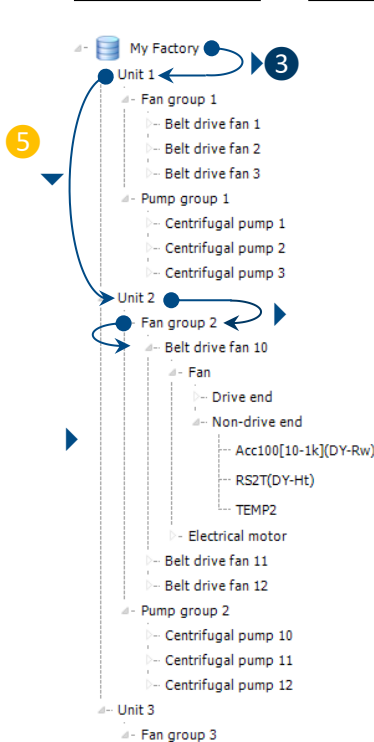 My Factory
3
Unit 1
Fan group 1
Belt drive fan 1
5
Belt drive fan 2
Belt drive fan 3
Pump group 1
Centrifugal pump 1
Centrifugal pump 2
Centrifugal pump 3
Unit 2
Fan group 2
Belt drive fan 10
Fan
Drive end
Non-drive end
Acc100[10-1k](DY-Rw)
RS2T(DY-Ht)
TEMP2
Electrical motor
Belt drive fan 11
Belt drive fan 12
Pump group 2
Centrifugal pump 10
Centrifugal pump 11
Centrifugal pump 12
Unit 3
Fan group 3